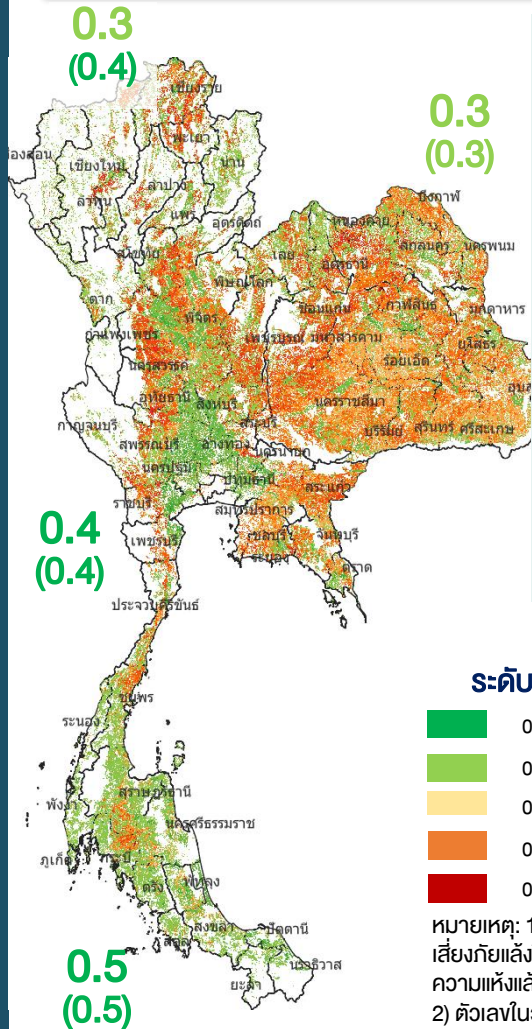 0.3
(0.4)
0.3
(0.3)
เชียงราย
พะเยา
น่าน
เชียงใหม่
ลำปาง
ลำพูน
แพร่
อุตรดิตถ์
บึงกาฬ
หนองคาย
สกลนคร
นครพนม
เลย
อุดรธานี
สุโขทัย
พิษณุโลก
ตาก
ขอนแก่น
กาฬสินธุ์
มุกดาหาร
กำแพงเพชร
พิจิตร
เพชรบูรณ์
มหาสารคาม
ยโสธร
ร้อยเอ็ด
นครสวรรค์
อุทัยธานี
สิงห์บุรี
นครราชสีมา
กาญจนบุรี
สุพรรณบุรี
อ่างทอง
สระบุรี
บุรีรัมย์
สุรินทร์
ศรีสะเกษ
นครนายก
นครปฐม
ปทุมธานี
สระแก้ว
ราชบุรี
สมุทรปราการ
ชลบุรี
จันทบุรี
ระยอง
ตราด
เพชรบุรี
0.4
(0.4)
ประจวบคีรีขันธ์
ชุมพร
ระนอง
สุราษฎร์ธานี
พังงา
นครศรีธรรมราช
ภูเก็ต
กระบี่
ตรัง
พัทลุง
สงขลา
ปัตตานี
สตูล
ยะลา
นราธิวาส
0.5
(0.5)
ระดับ
0
0
0
0
0
หมายเหตุ: 1
เสี่ยงภัยแล้ง
ความแห้งแล้
2) ตัวเลขใน